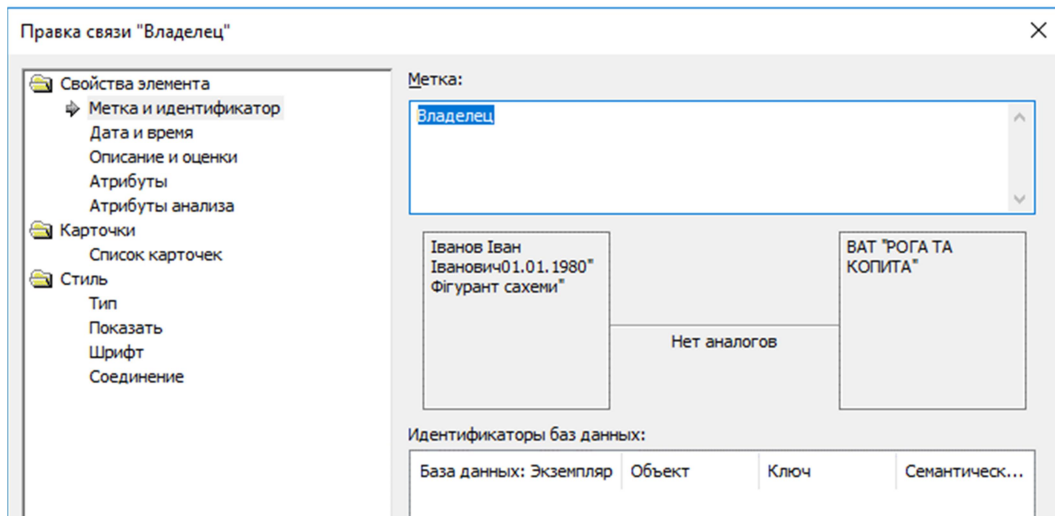 Правка связи "Владелец"
Свойства элемента
Метка и идентификатор
Дата и время
Описание и оценки
Атрибуты
Атрибуты анализа
Карточки
Список карточек
Стиль
Тип
Показать
Шрифт
Соединение
Метка:
Владелец
Іванов Іван
Іванович01.01.1980"
Фігурант сахеми"
Нет аналогов
ВАТ "РОГА ТА
КОПИТА"
Идентификаторы баз данных:
База данных: Экземпляр Объект Ключ Семантическ...